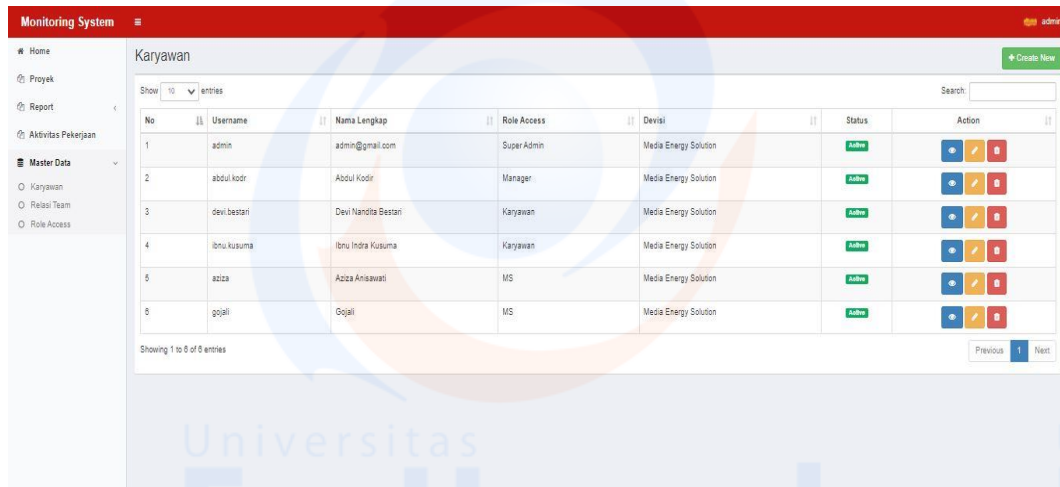 Monitoring System
admin
Home
Proyek
Report
Aktivitas Pekerjaan
Master Data
Karyawan
Relasi Team
Role Access
Karyawan
Create New
Show 10 entries
Search:
No Username Nama Lengkap Role Access Devisi Status Action
1 admin admin@gmail.com Super Admin Media Energy Solution Active
2 abdul.kodr Abdul Kodir Manager Media Energy Solution Active
3 devi.bestari Devi Nandita Bestari Karyawan Media Energy Solution Active
4 ibnu.kusuma Ibnu Indra Kusuma Karyawan Media Energy Solution Active
5 aziza Aziza Anisawati MS Media Energy Solution Active
6 gojali Gojali MS Media Energy Solution Active
Showing 1 to 6 of 6 entries
Previous 1 Next
Universitas